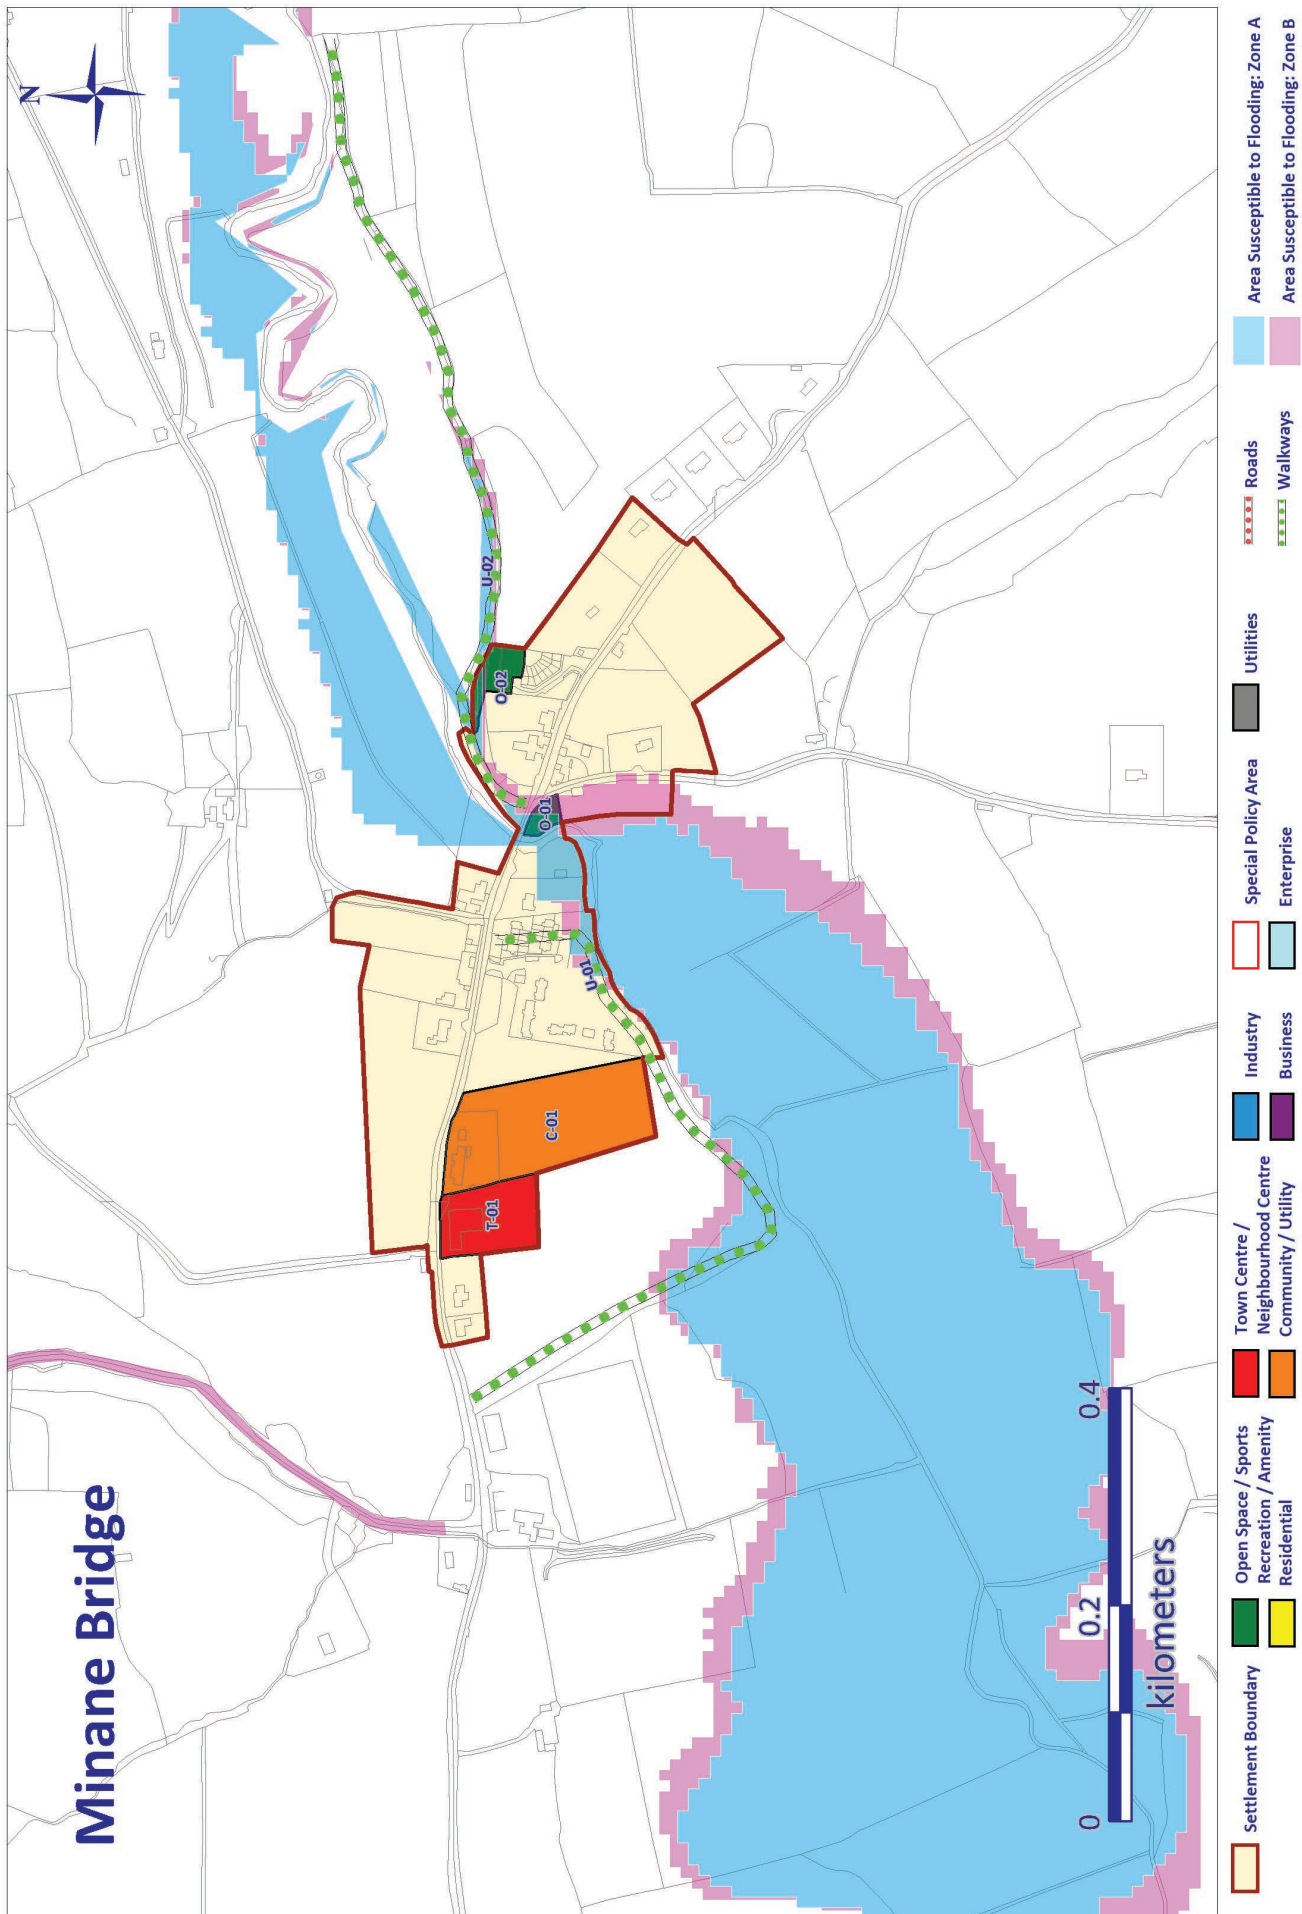 Minane Bridge
N
U-02
O-02
O-01
U-01
C-01
T-01
0
0.2
0.4
kilometers
Settlement Boundary
Open Space / Sports
Recreation / Amenity
Residential
Town Centre /
Neighbourhood Centre
Community / Utility
Industry
Business
Special Policy Area
Enterprise
Utilities
Roads
Walkways
Area Susceptible to Flooding: Zone A
Area Susceptible to Flooding: Zone B